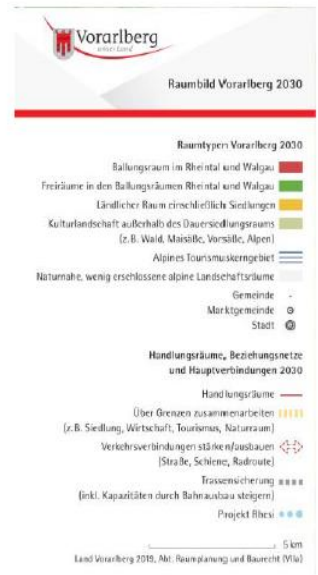 Vorarlberg
unser Land
Raumbild Vorarlberg 2030
Raumtypen Vorarlberg 2030
Ballungsraum im Rheintal und Walgau
Freiräume in den Ballungsräumen Rheintal und Walgau
Ländlicher Raum einschließlich Siedlungen
Kulturlandschaft außerhalb des Dauersiedlungsraums
(z.B. Wald, Maisäße, Vorsäße, Alpen)
Alpines Tourismuskerngebiet
Naturnahe, wenig erschlossene alpine Landschaftsräume
Gemeinde
Marktgemeinde
Stadt
Handlungsräume, Beziehungsnetze
und Hauptverbindungen 2030
Handlungsräume
Über Grenzen zusammenarbeiten
(z.B. Siedlung, Wirtschaft, Tourismus, Naturraum)
Verkehrsverbindungen stärken/ausbauen
(Straße, Schiene, Radroute)
Trassensicherung
(inkl. Kapazitäten durch Bahnausbau steigern)
Projekt Rhesi
5 km
Land Vorarlberg 2019, Abt. Raumplanung und Baurecht (VIIa)